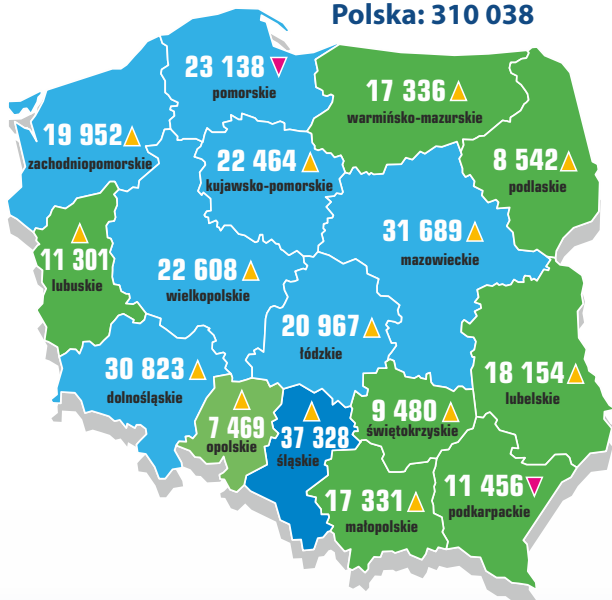 Polska: 310 038
23 138
pomorskie
17 336
warmińsko-mazurskie
19 952
zachodniopomorskie
22 464
kujawsko-pomorskie
8 542
podlaskie
11 301
lubuskie
22 608
wielkopolskie
31 689
mazowieckie
20 967
łódzkie
30 823
dolnośląskie
18 154
lubelskie
7 469
opolskie
37 328
śląskie
9 480
świętokrzyskie
17 331
małopolskie
11 456
podkarpackie